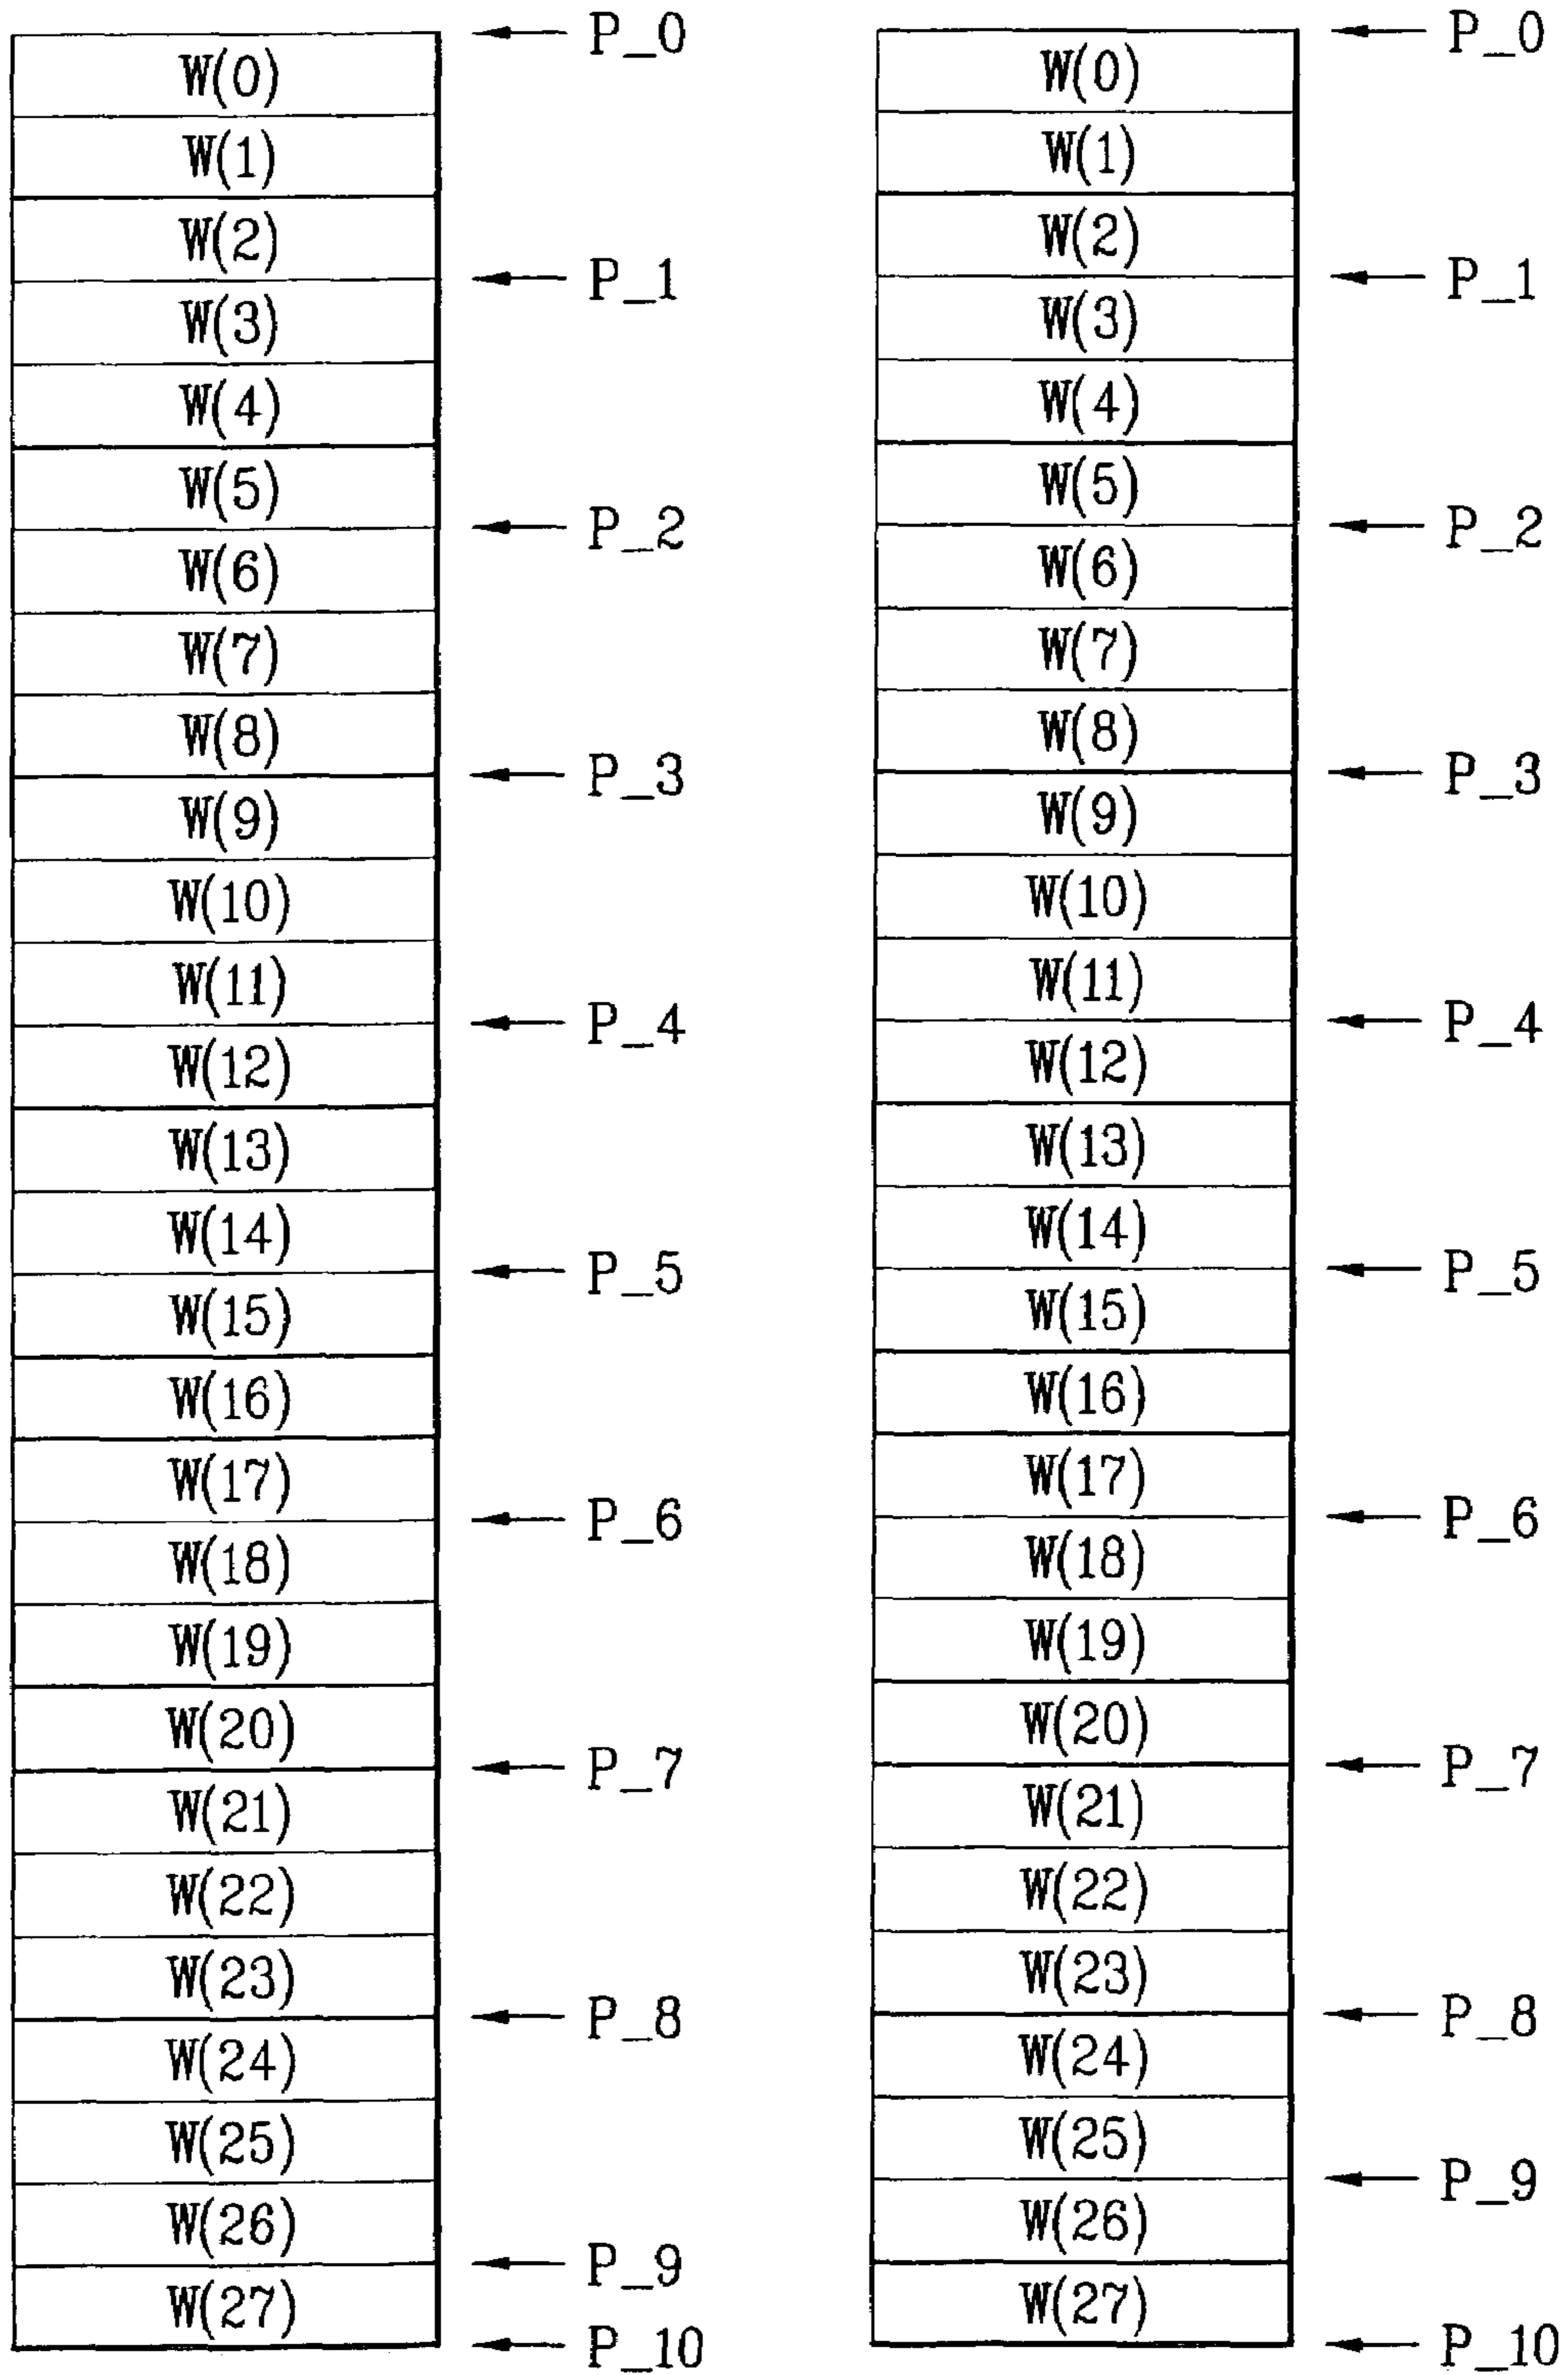 P_0
W(0)
W(1)
W(2)
P_1
W(3)
W(4)
W(5)
P_2
W(6)
W(7)
W(8)
P_3
W(9)
W(10)
W(11)
P_4
W(12)
W(13)
W(14)
P_5
W(15)
W(16)
W(17)
P_6
W(18)
W(19)
W(20)
P_7
W(21)
W(22)
W(23)
P_8
W(24)
W(25)
W(26)
P_9
W(27)
P_10
P_0
W(0)
W(1)
W(2)
P_1
W(3)
W(4)
W(5)
P_2
W(6)
W(7)
W(8)
P_3
W(9)
W(10)
W(11)
P_4
W(12)
W(13)
W(14)
P_5
W(15)
W(16)
W(17)
P_6
W(18)
W(19)
W(20)
P_7
W(21)
W(22)
W(23)
P_8
W(24)
W(25)
P_9
W(26)
W(27)
P_10